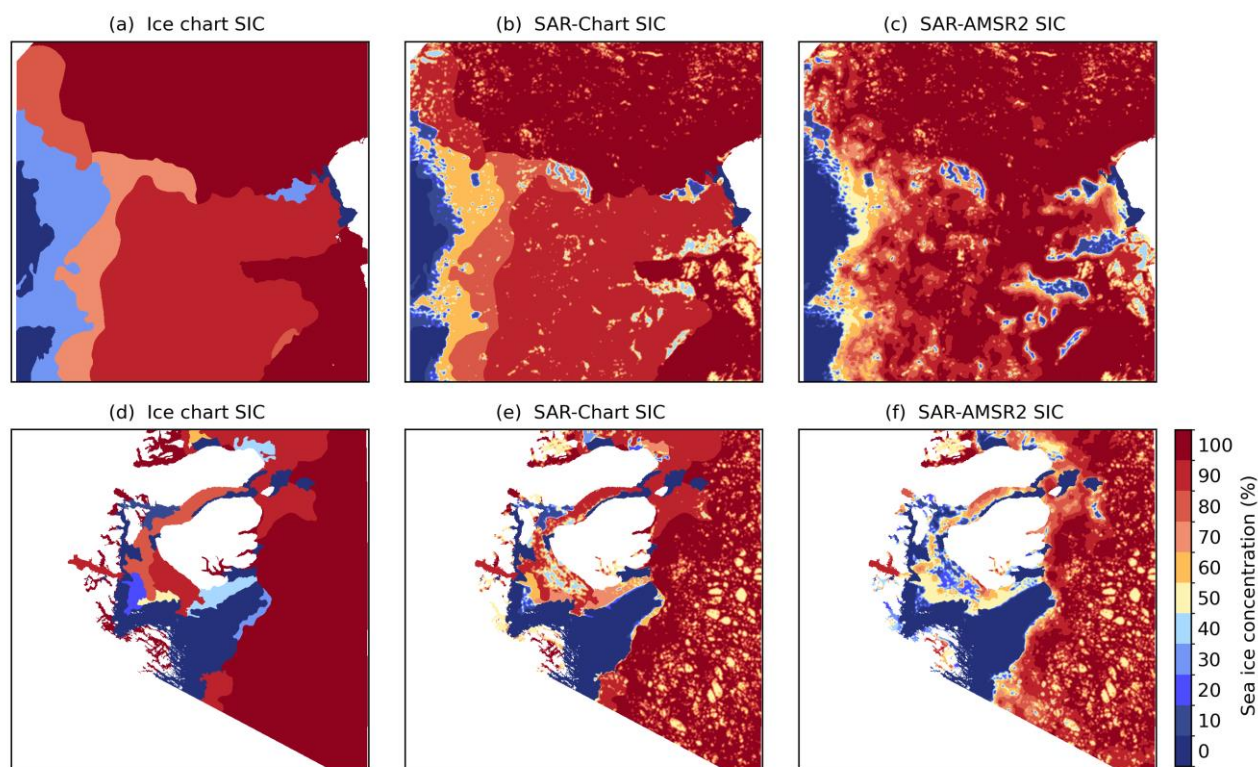 (a) Ice chart SIC
(b) SAR-Chart SIC
(c) SAR-AMSR2 SIC
(d) Ice chart SIC
(e) SAR-Chart SIC
(f) SAR-AMSR2 SIC
100
90
80
70
60
50
40
30
20
10
0
Sea ice concentration (%)